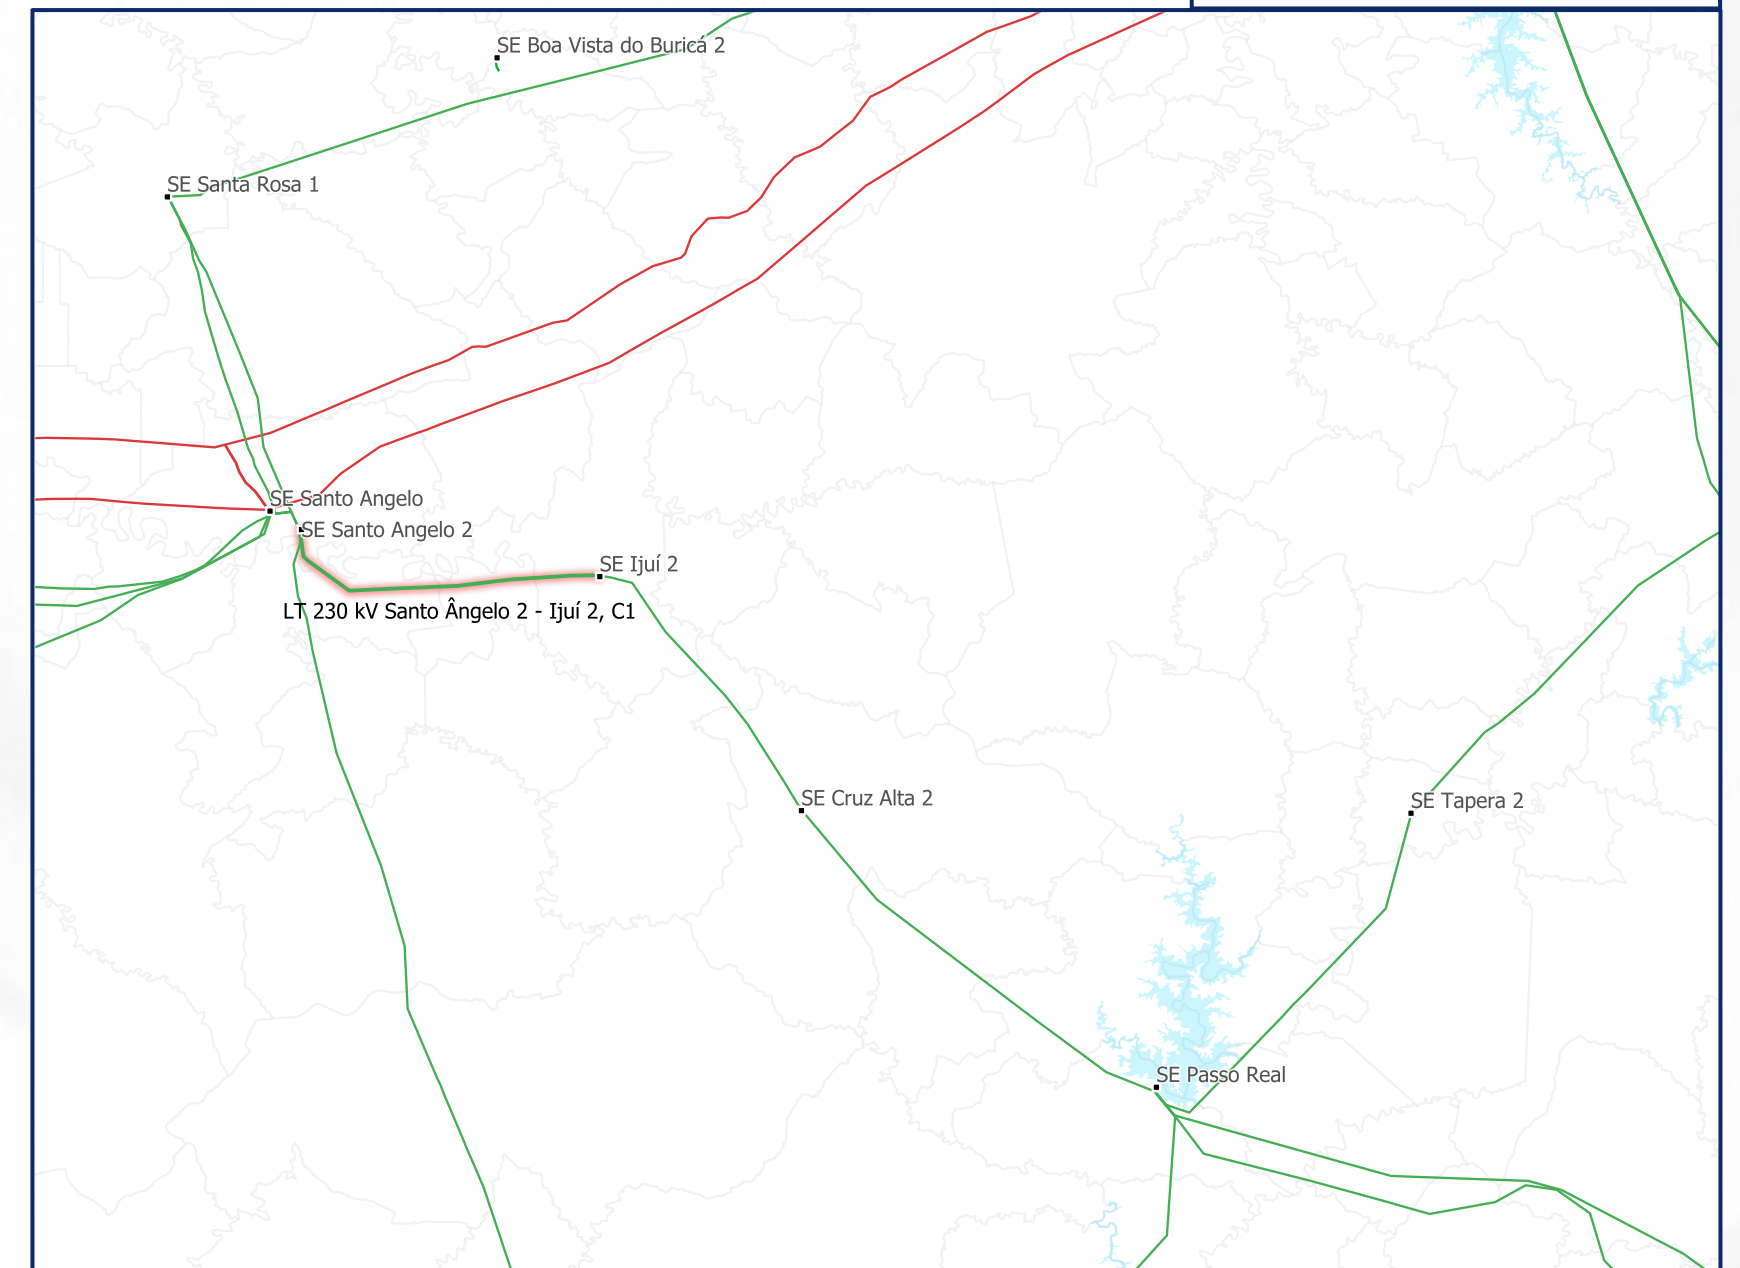 SE Boa Vista do Buricá 2
SE Santa Rosa 1
SE Santo Angelo
SE Santo Angelo 2
SE Ijuí 2
LT 230 kV Santo Ângelo 2 - Ijuí 2, C1
SE Cruz Alta 2
SE Tapera 2
SE Passo Real